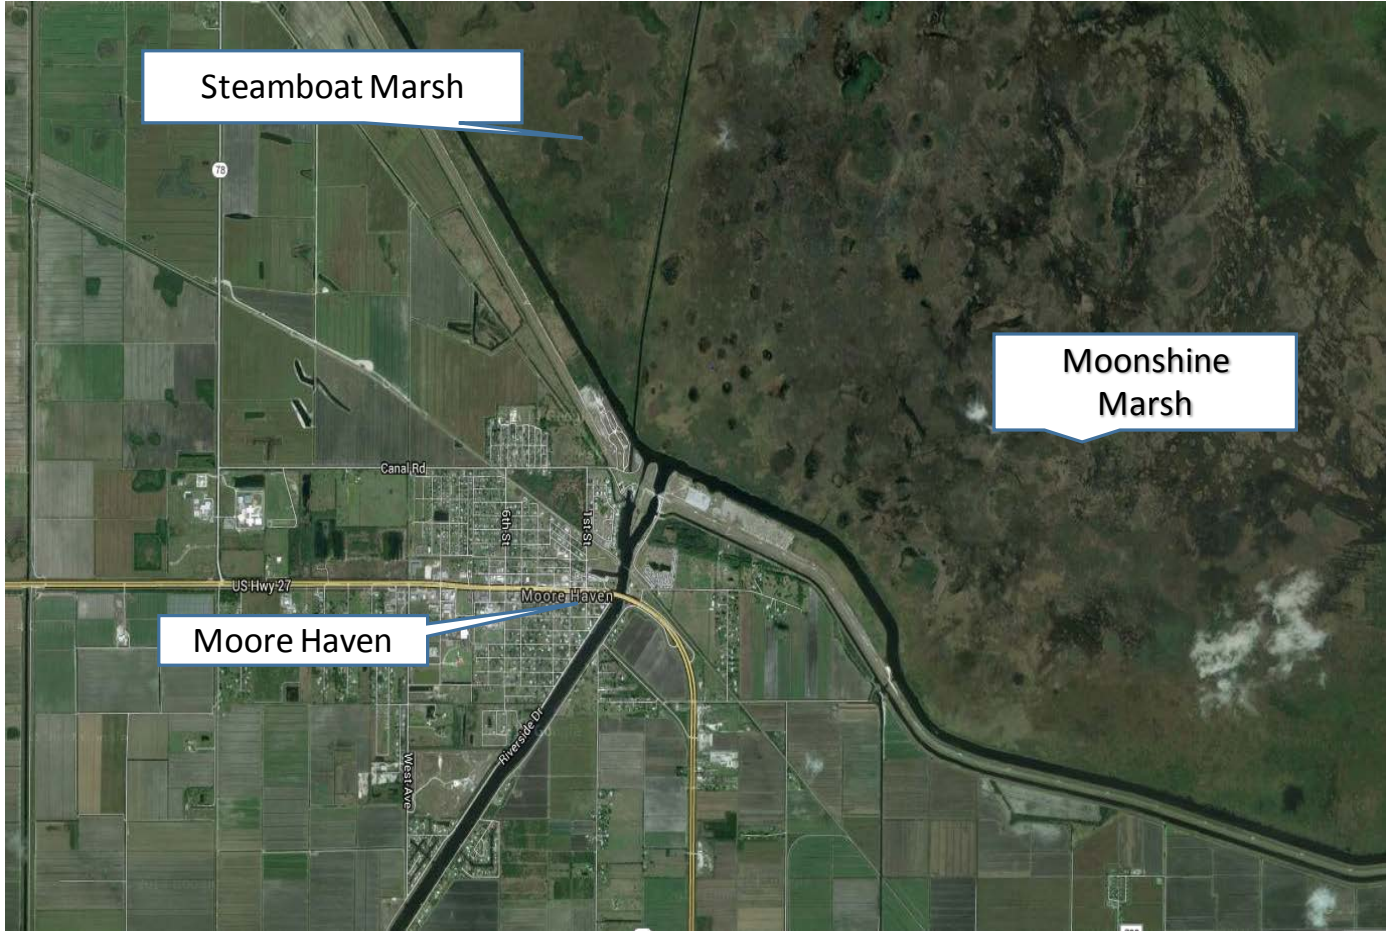 Steamboat Marsh
78
Moonshine
Marsh
Canal Rd
6th St
1st St
US Hwy 27
Moore Haven
Moore Haven
Riverside Dr
West Ave